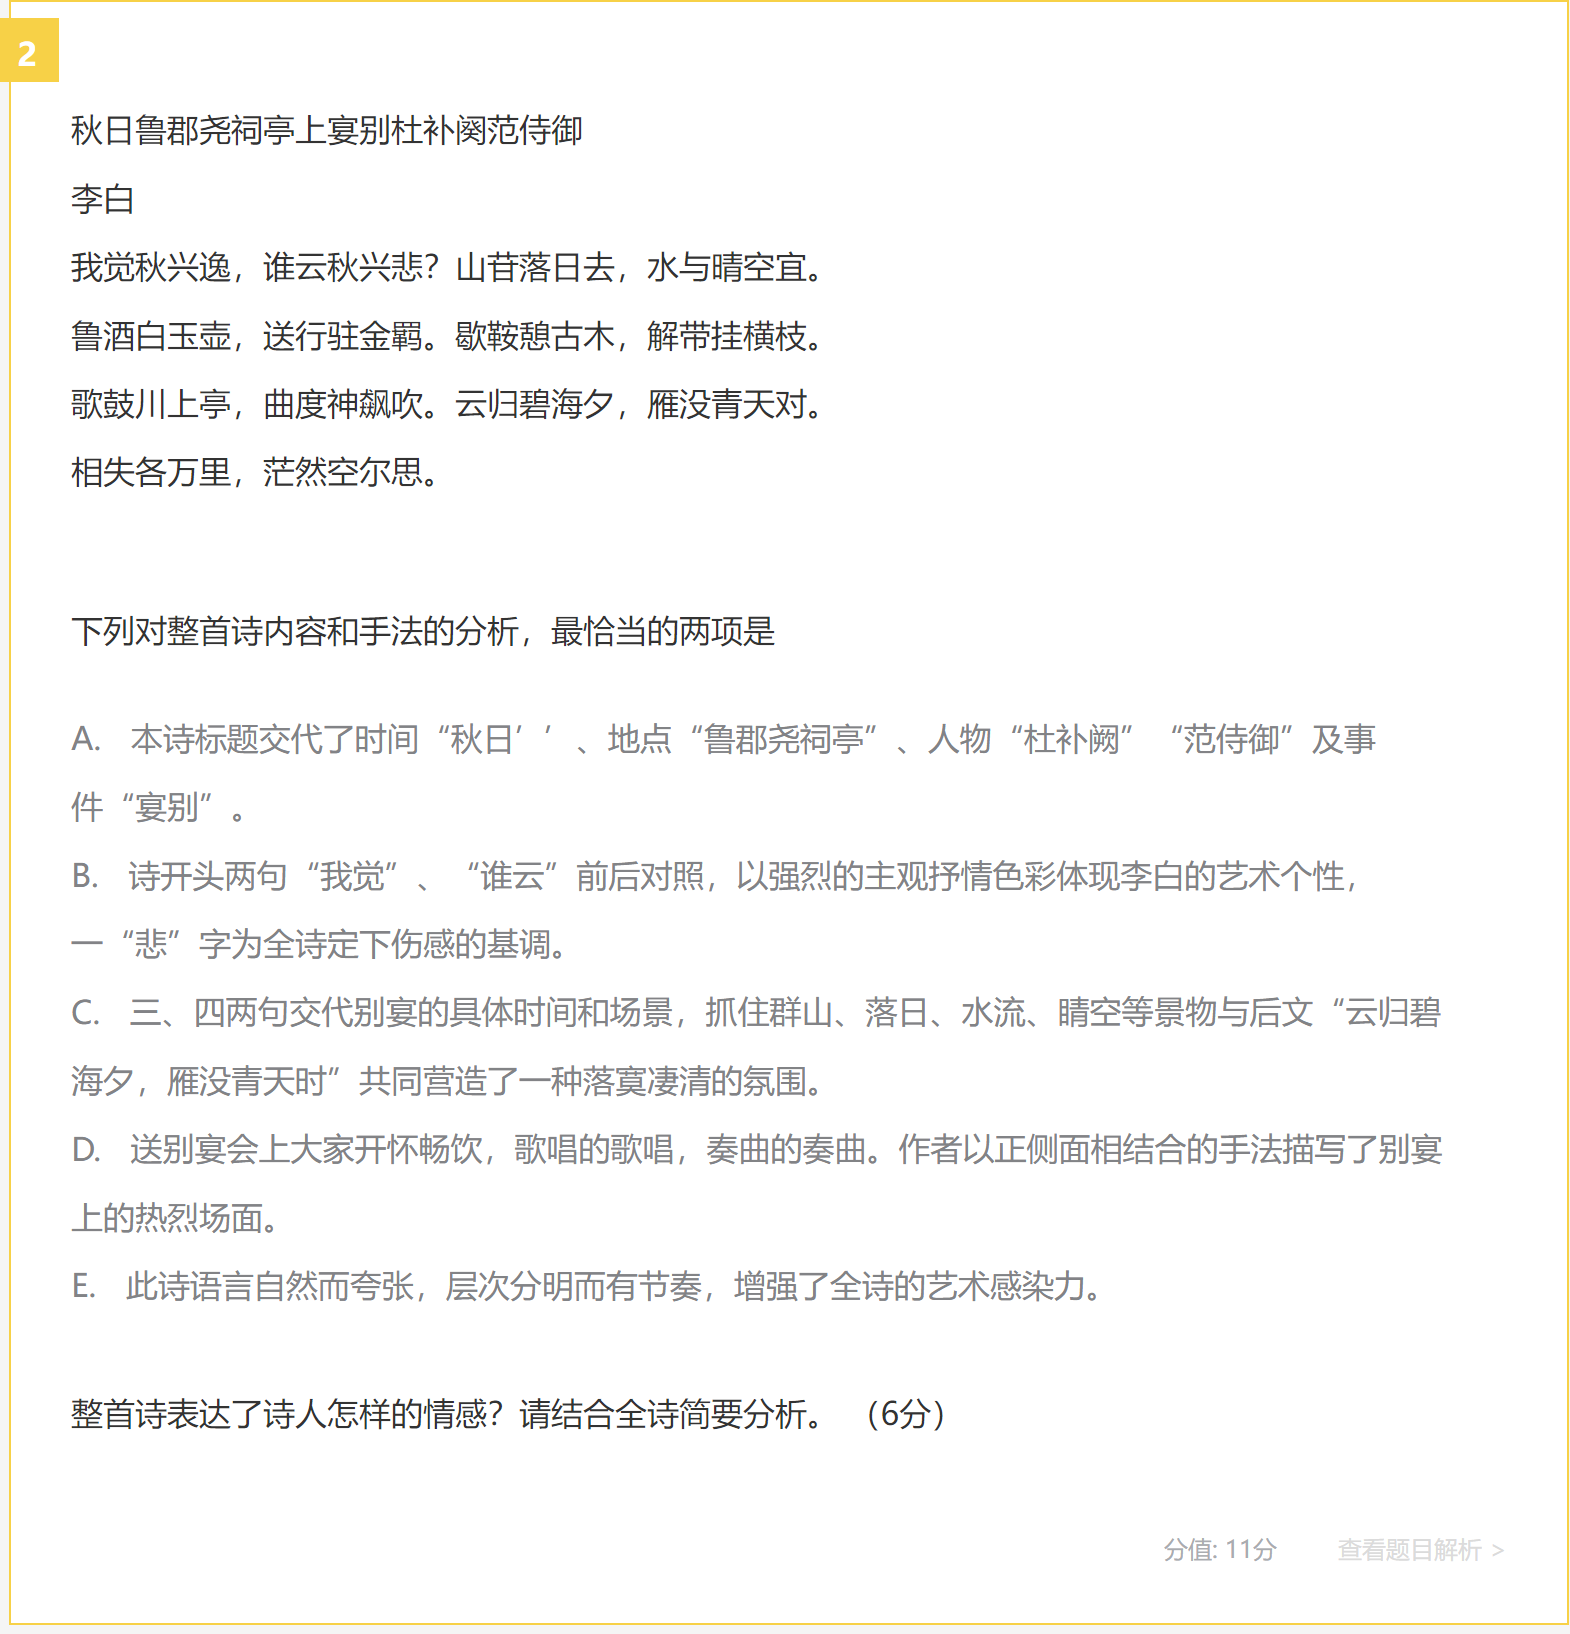 2
秋日鲁郡尧祠亭上宴别杜补阕范侍御
李白
我觉秋兴逸，谁云秋兴悲？山苷落日去，水与晴空宜。
鲁酒白玉壶，送行驻金羁。歇鞍憩古木，解带挂横枝。
歌鼓川上亭，曲度神飙吹。云归碧海夕，雁没青天对。
相失各万里，茫然空尔思。
下列对整首诗内容和手法的分析，最恰当的两项是
A. 本诗标题交代了时间“秋日’’、地点“鲁郡尧祠亭”、人物“杜补阙”“范侍御”及事
件“宴别”。
B. 诗开头两句“我觉”、“谁云”前后对照，以强烈的主观抒情色彩体现李白的艺术个性，
一“悲”字为全诗定下伤感的基调。
C. 三、四两句交代别宴的具体时间和场景，抓住群山、落日、水流、睛空等景物与后文“云归碧
海夕，雁没青天时”共同营造了一种落寞凄清的氛围。
D. 送别宴会上大家开怀畅饮，歌唱的歌唱，奏曲的奏曲。作者以正侧面相结合的手法描写了别宴
上的热烈场面。
E. 此诗语言自然而夸张，层次分明而有节奏，增强了全诗的艺术感染力。
整首诗表达了诗人怎样的情感？请结合全诗简要分析。（6分）
分值: 11分 查看题目解析 >